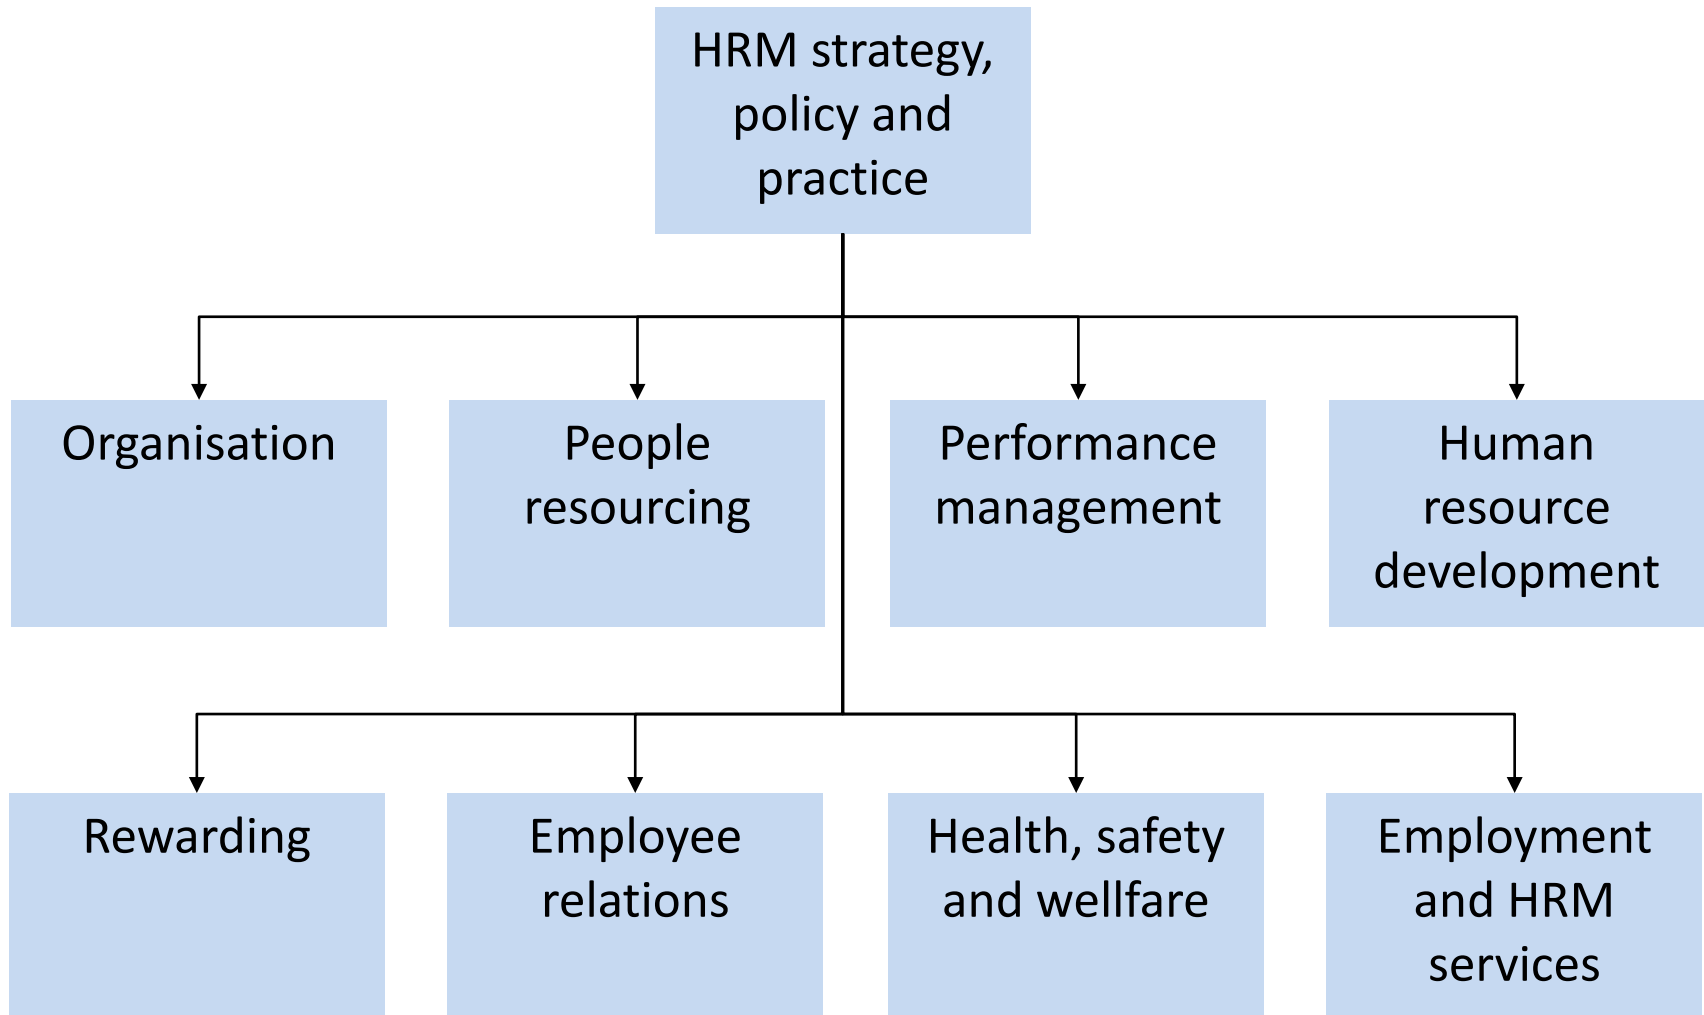 HRM strategy,
policy and
practice
Organisation
People
resourcing
Performance
management
Human
resource
development
Rewarding
Employee
relations
Health, safety
and wellfare
Employment
and HRM
services